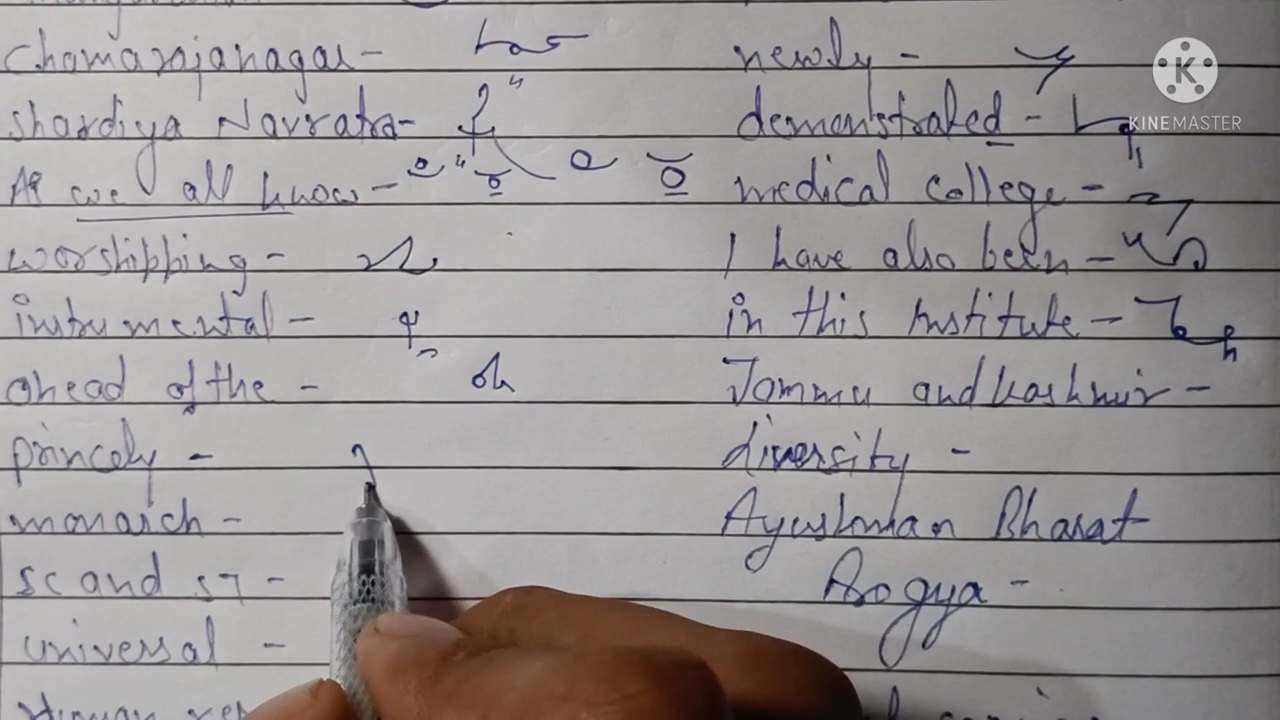 Chamarajanagar - newly -
Shardiya Navratra - demonstrated -
As we all know - medical college -
worshipping - I have also been -
instrumental - in this Institute -
ahead of the - Jammu and Kashmir -
princely - diversity -
monarch - Ayushman Bharat
SC and ST - Arogya -
universal -
Human
K
KINEMASTER